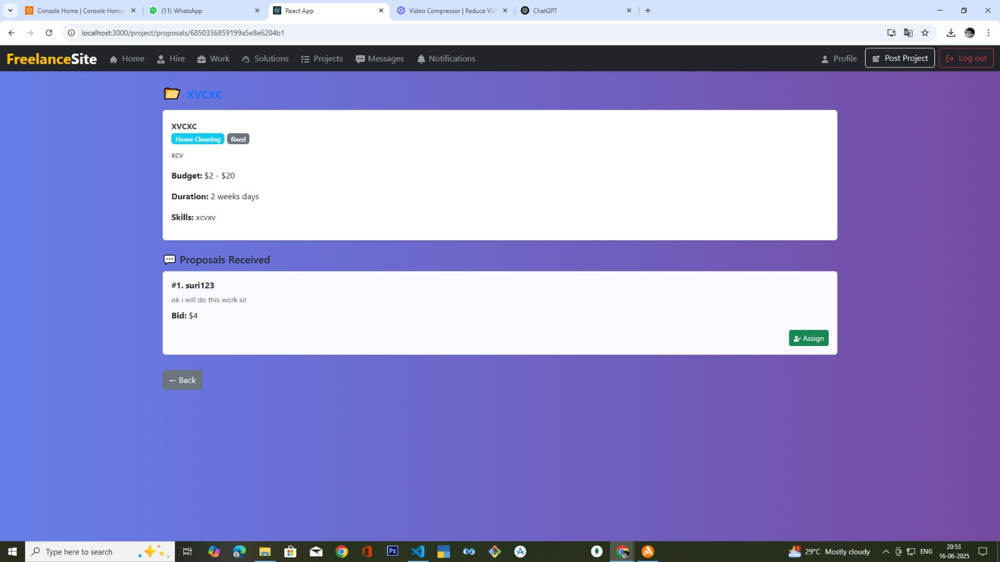 Console Home | Console Home
(11) WhatsApp
React App
Video Compressor | Reduce Vid
ChatGPT
localhost:3000/project/proposals/6850356859199a5e8e6204b1
FreelanceSite
Home
Hire
Work
Solutions
Projects
Messages
Notifications
Profile
Post Project
Log out
XVCXC
XVCXC
Home Cleaning fixed
xcv
Budget: $2 - $20
Duration: 2 weeks days
Skills: xcvxv
Proposals Received
#1. suri123
ok i will do this work sir
Bid: $4
Assign
← Back
Type here to search
Ps
1
29°C Mostly cloudy
ENG
20:53
16-06-2025